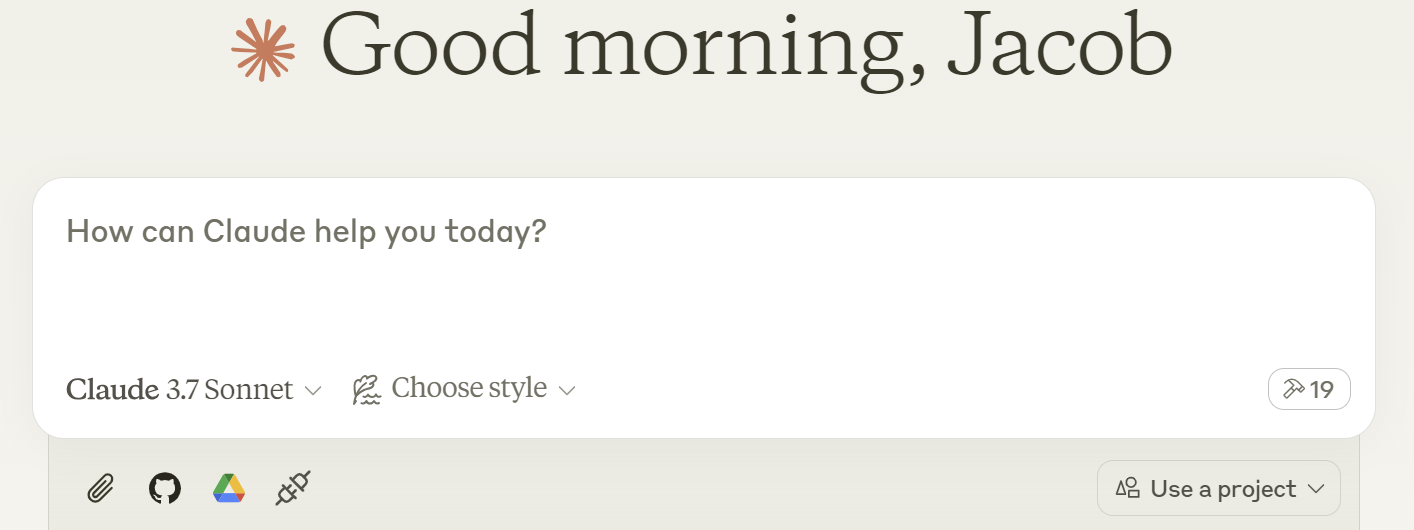 Good morning, Jacob
How can Claude help you today?
Claude 3.7 Sonnet
Choose style
19
Use a project